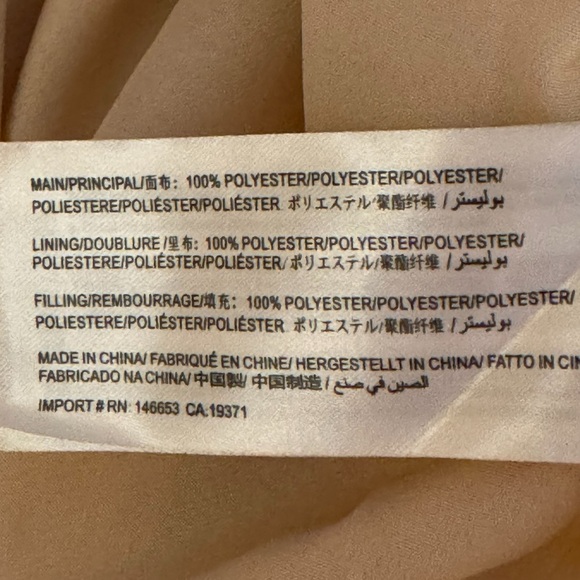 MAIN/PRINCIPAL/面布: 100% POLYESTER/POLYESTER/POLYESTER/
POLIESTERE/POLIÉSTER/POLIÉSTER ポリエステル/聚酯纤维 / بوليستر
LINING/DOUBLURE /里布: 100% POLYESTER/POLYESTER/POLYESTER/
POLIESTERE/POLIÉSTER/POLIÉSTER/ポリエステル/聚酯纤维 / بوليستر
FILLING/REMBOURRAGE/填充: 100% POLYESTER/POLYESTER/POLYESTER/
POLIESTERE/POLIÉSTER/POLIÉSTER ポリエステル/聚酯纤维 / بوليستر
MADE IN CHINA/ FABRIQUÉ EN CHINE/ HERGESTELLT IN CHINA/ FATTO IN CIN
FABRICADO NA CHINA/ 中国製/ 中国制造 / الصين في صنع
IMPORT # RN: 146653 CA:19371